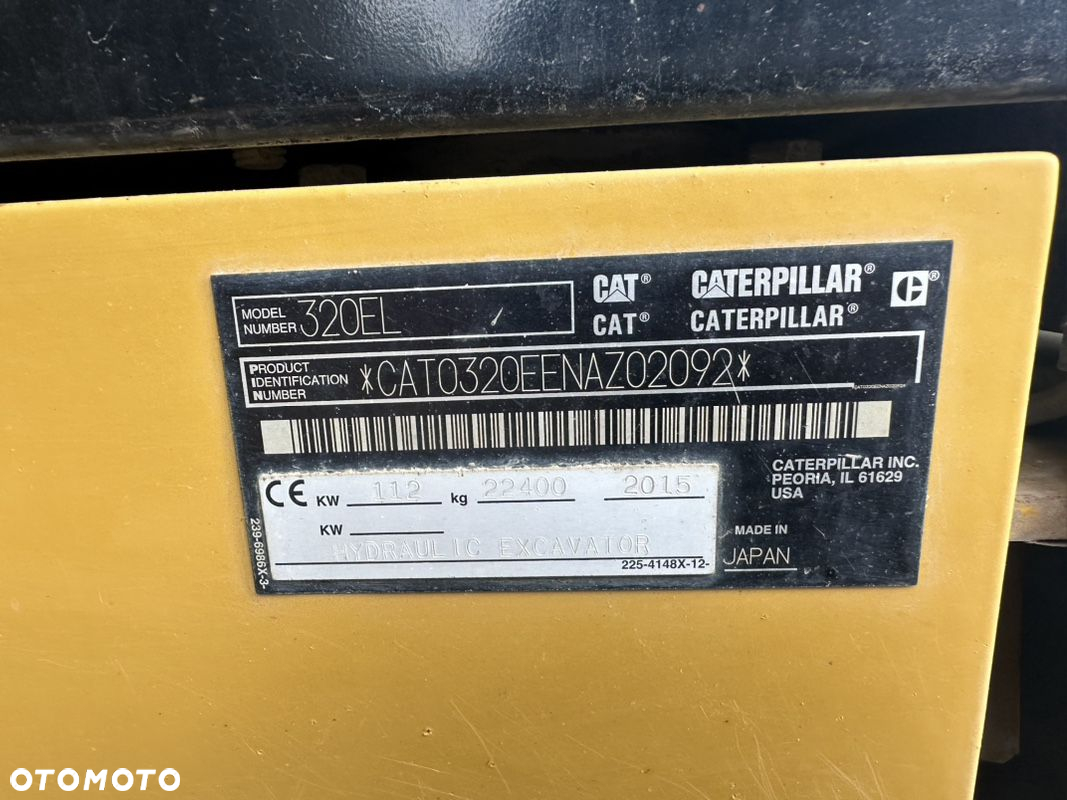 MODEL NUMBER 320EL
CAT® CATERPILLAR® C®
CAT® CATERPILLAR®
PRODUCT IDENTIFICATION NUMBER *CAT0320EENAZ02092*
CAT0320EENAZ02092
CATERPILLAR INC.
PEORIA, IL 61629
USA
CE KW 112 kg 22400 2015
KW
HYDRAULIC EXCAVATOR
225-4148X-12-
239-6986X-3-
MADE IN
JAPAN
OTOMOTO